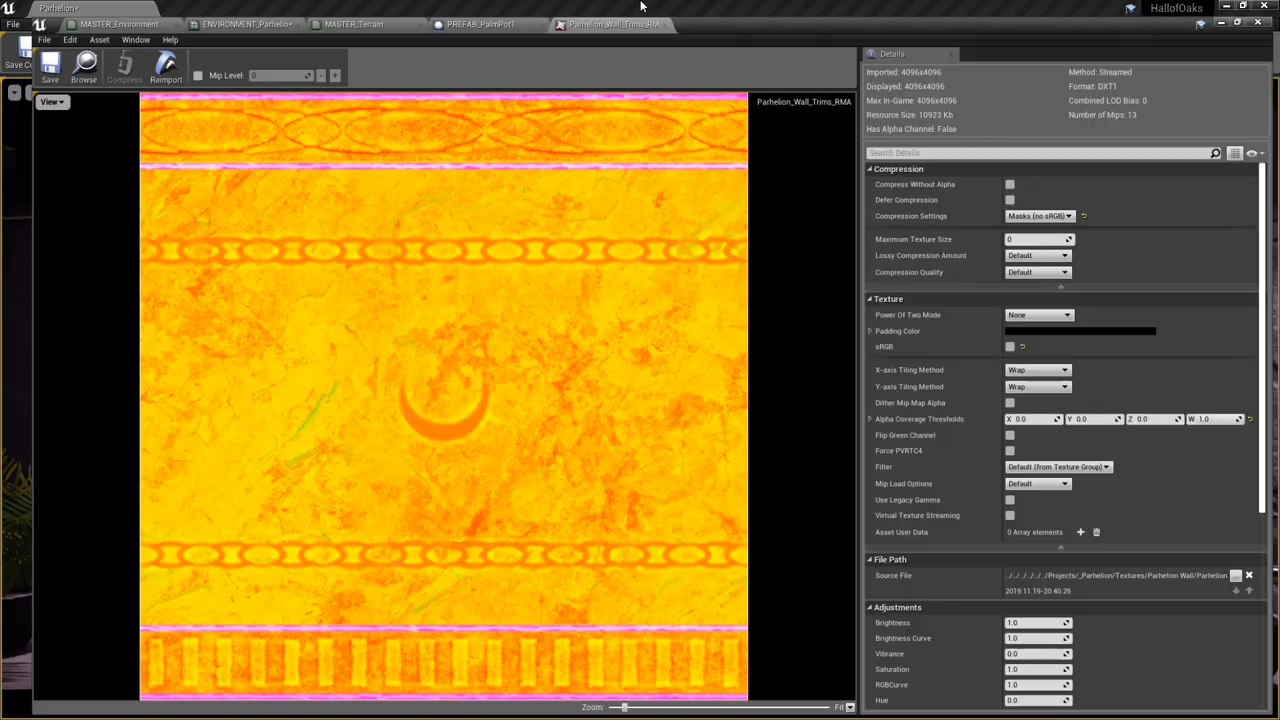 Parhelion*
HallofOaks
MASTER_Environment
ENVIRONMENT_Parhelio*
MASTER_Terrain
PREFAB_PalmPot1
Parhelion_Wall_Trims_RM
File
File Edit Asset Window Help
Save Cu
Save Browse Compress Reimport
Mip Level: 0
View
Parhelion_Wall_Trims_RMA
Zoom: Fit
Details
Imported: 4096x4096 Method: Streamed
Displayed: 4096x4096 Format: DXT1
Max In-Game: 4096x4096 Combined LOD Bias: 0
Resource Size: 10923 Kb Number of Mips: 13
Has Alpha Channel: False
Search Details
Compression
Compress Without Alpha
Defer Compression
Compression Settings Masks (no sRGB)
Maximum Texture Size 0
Lossy Compression Amount Default
Compression Quality Default
Texture
Power Of Two Mode None
Padding Color
sRGB
X-axis Tiling Method Wrap
Y-axis Tiling Method Wrap
Dither Mip Map Alpha
Alpha Coverage Thresholds X 0.0 Y 0.0 Z 0.0 W 1.0
Flip Green Channel
Force PVRTC4
Filter Default (from Texture Group)
Mip Load Options Default
Use Legacy Gamma
Virtual Texture Streaming
Asset User Data 0 Array elements
File Path
Source File ../../../../../Projects/_Parhelion/Textures/Parhelion Wall/Parhelion
2019.11.19-20.40.25
Adjustments
Brightness 1.0
Brightness Curve 1.0
Vibrance 0.0
Saturation 1.0
RGBCurve 1.0
Hue 0.0